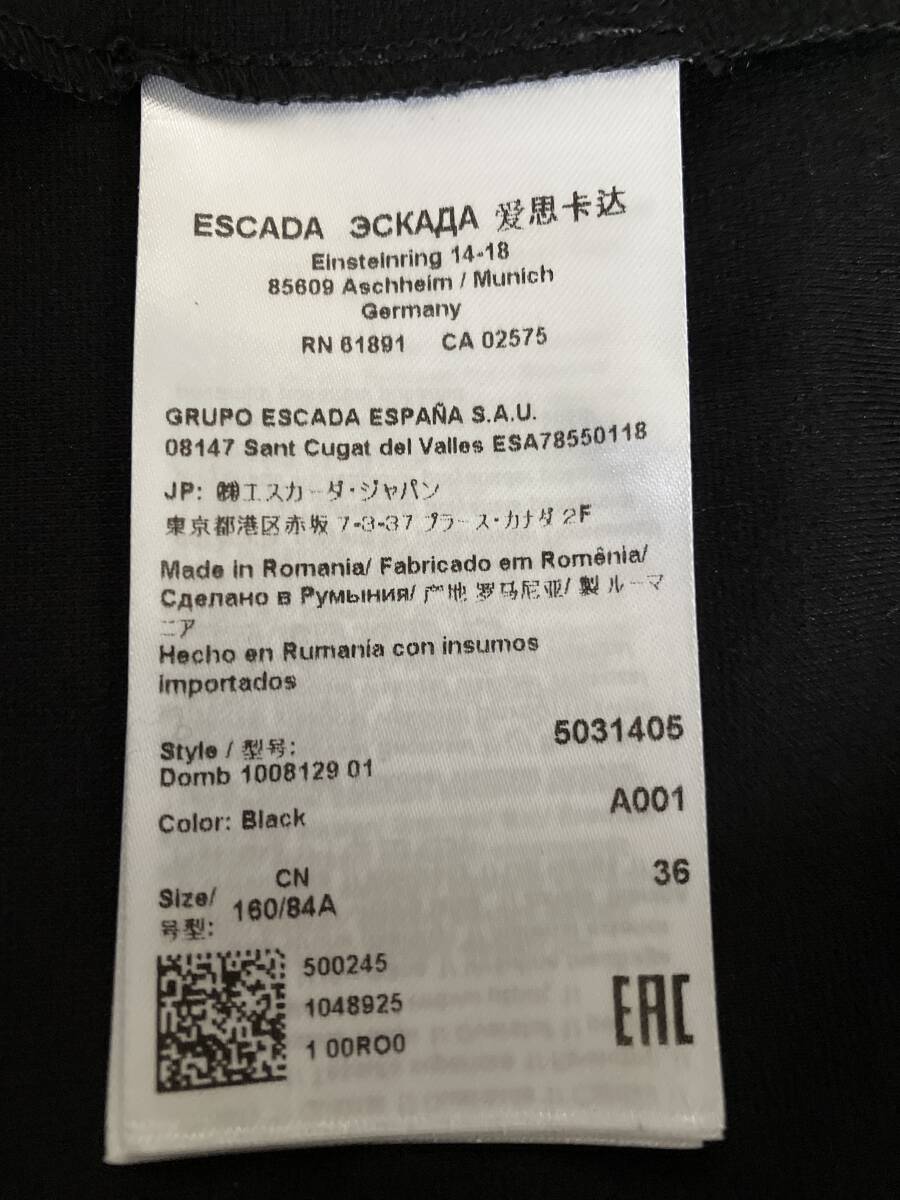 ESCADA ЭСКАДА 爱思卡达
Einsteinring 14-18
85609 Aschheim / Munich
Germany
RN 61891 CA 02575
GRUPO ESCADA ESPAÑA S.A.U.
08147 Sant Cugat del Valles ESA78550118
JP: ㈱エスカーダ・ジャパン
東京都港区赤坂 7-3-37 プラース・カナダ 2F
Made in Romania/ Fabricado em Romênia/
Сделано в Румыния/ 产地 罗马尼亚/ 製 ルーマ
ニア
Hecho en Rumanía con insumos
importados
Style / 型号: 5031405
Domb 1008129 01
Color: Black A001
CN 36
Size/ 160/84A
号型:
500245
1048925
1 00RO0
EAC